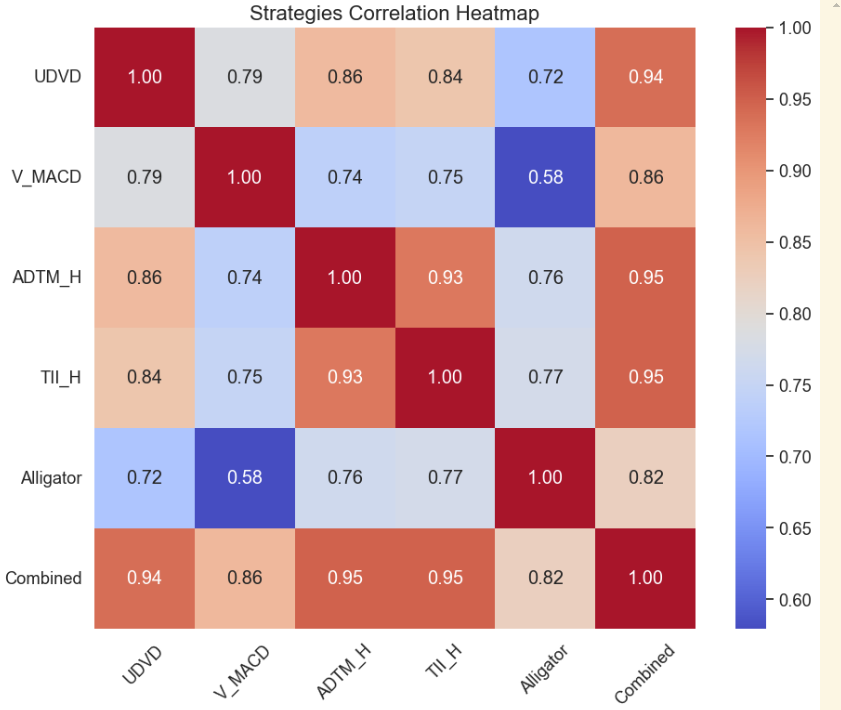 Strategies Correlation Heatmap
UDVD 1.00 0.79 0.86 0.84 0.72 0.94
V_MACD 0.79 1.00 0.74 0.75 0.58 0.86
ADTM_H 0.86 0.74 1.00 0.93 0.76 0.95
TII_H 0.84 0.75 0.93 1.00 0.77 0.95
Alligator 0.72 0.58 0.76 0.77 1.00 0.82
Combined 0.94 0.86 0.95 0.95 0.82 1.00
UDVD V_MACD ADTM_H TII_H Alligator Combined
1.00
0.95
0.90
0.85
0.80
0.75
0.70
0.65
0.60